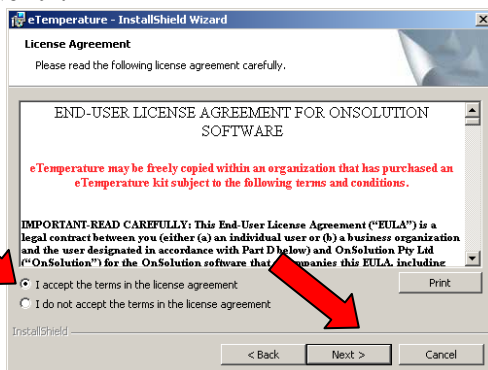 eTemperature - InstallShield Wizard
License Agreement
Please read the following license agreement carefully.
END-USER LICENSE AGREEMENT FOR ONSOLUTION
SOFTWARE
eTemperature may be freely copied within an organization that has purchased an
eTemperature kit subject to the following terms and conditions.
IMPORTANT-READ CAREFULLY: This End-User License Agreement ("EULA") is a
legal contract between you (either (a) an individual user or (b) a business organization
and the user designated in accordance with Part D below) and OnSolution Pty Ltd
("OnSolution") for the OnSolution software that this EULA, including
I accept the terms in the license agreement
Print
I do not accept the terms in the license agreement
InstallShield
< Back
Next >
Cancel